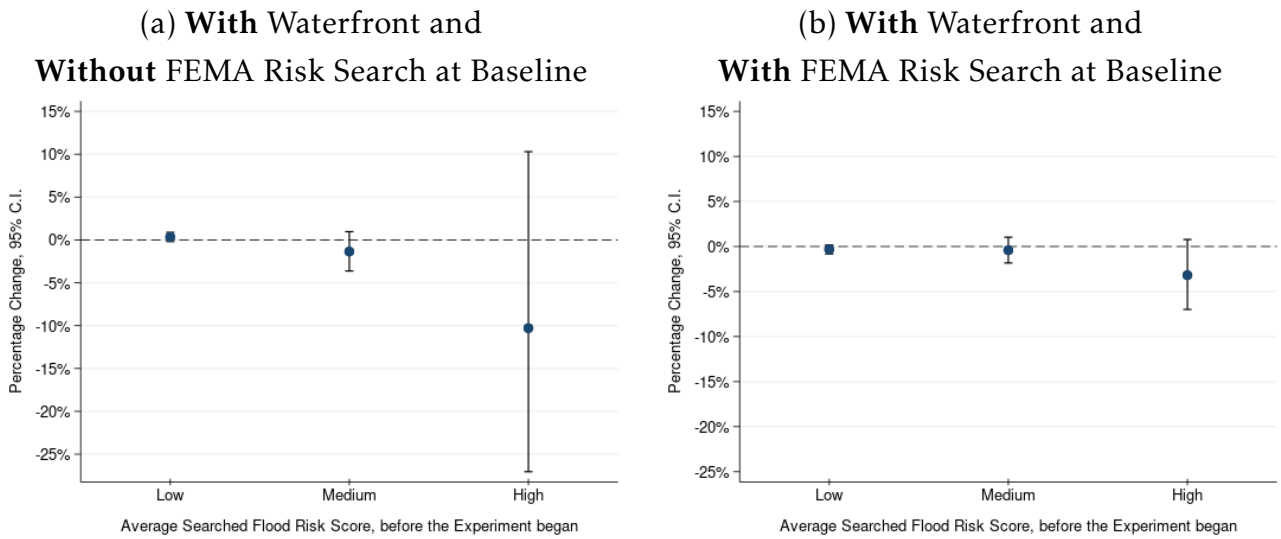 (a) With Waterfront and
Without FEMA Risk Search at Baseline
15%
10%
5%
0%
-5%
-10%
-15%
-20%
-25%
Percentage Change, 95% C.I.
Low Medium High
Average Searched Flood Risk Score, before the Experiment began
(b) With Waterfront and
With FEMA Risk Search at Baseline
15%
10%
5%
0%
-5%
-10%
-15%
-20%
-25%
Percentage Change, 95% C.I.
Low Medium High
Average Searched Flood Risk Score, before the Experiment began